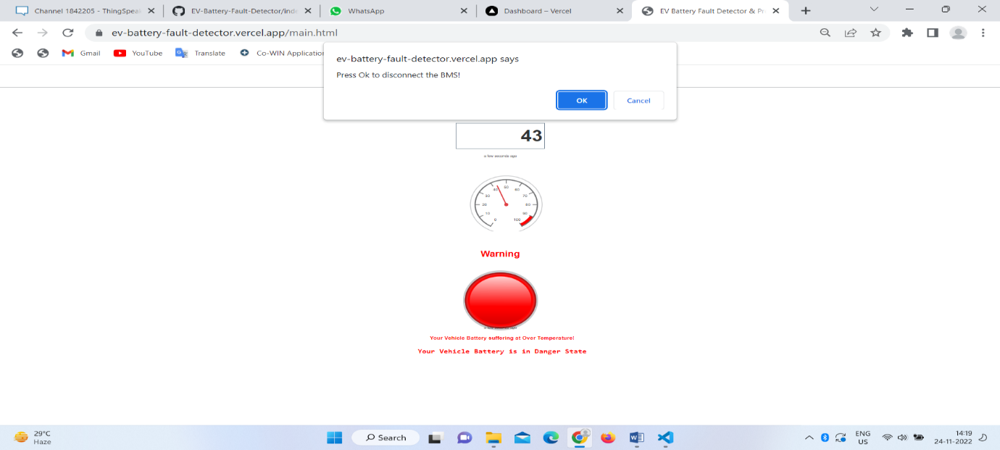 Channel 1842205 - ThingSpeal
EV-Battery-Fault-Detector/inde
WhatsApp
Dashboard – Vercel
EV Battery Fault Detector & Pr
ev-battery-fault-detector.vercel.app/main.html
Gmail
YouTube
Translate
Co-WIN Application
ev-battery-fault-detector.vercel.app says
Press Ok to disconnect the BMS!
OK
Cancel
43
a few seconds ago
0 10 20 30 40 50 60 70 80 90 100
Warning
a few seconds ago
Your Vehicle Battery suffering at Over Temperature!
Your Vehicle Battery is in Danger State
29°C
Haze
Search
ENG
US
14:19
24-11-2022